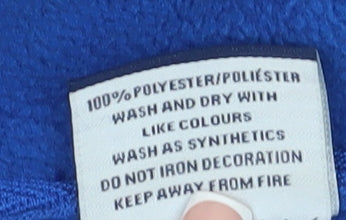 100% POLYESTER/POLIÉSTER
WASH AND DRY WITH
LIKE COLOURS
WASH AS SYNTHETICS
DO NOT IRON DECORATION
KEEP AWAY FROM FIRE